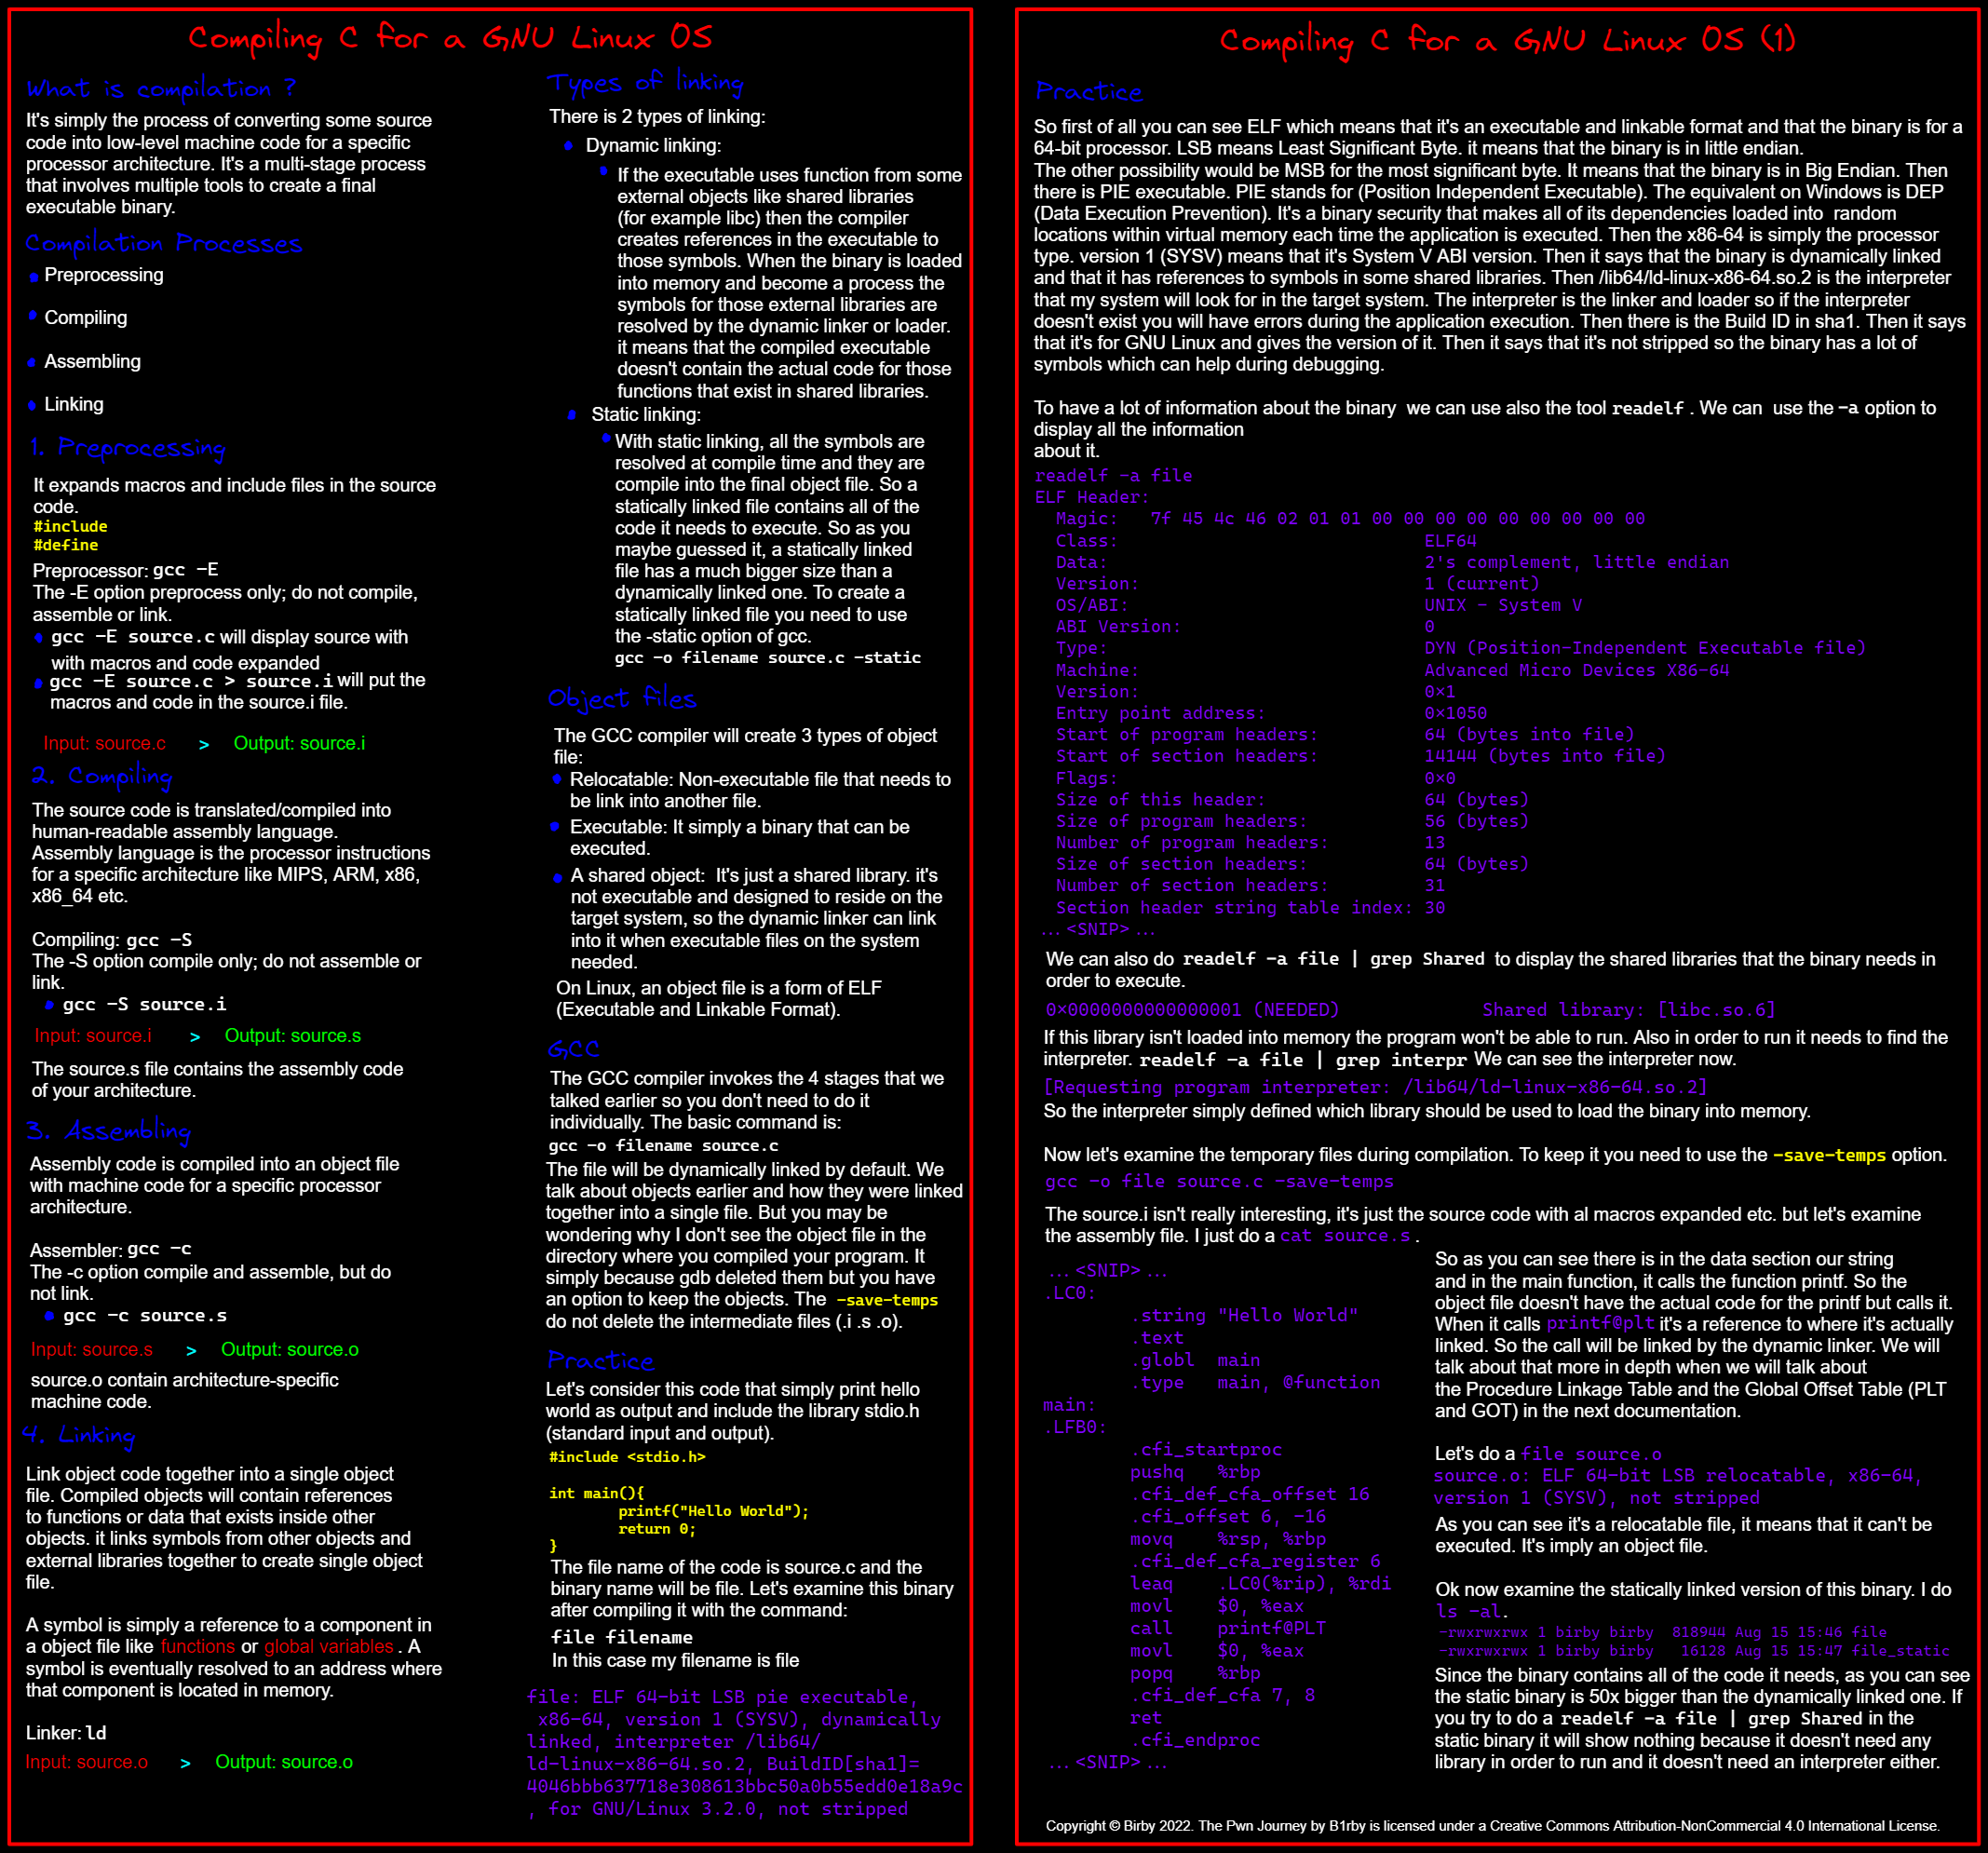 Compiling C for a GNU Linux OS
What is compilation ?
It's simply the process of converting some source
code into low-level machine code for a specific
processor architecture. It's a multi-stage process
that involves multiple tools to create a final
executable binary.
Compilation Processes
Preprocessing
Compiling
Assembling
Linking
1. Preprocessing
It expands macros and include files in the source
code.
#include
#define
Preprocessor: gcc -E
The -E option preprocess only; do not compile,
assemble or link.
gcc -E source.c will display source with
with macros and code expanded
gcc -E source.c > source.i will put the
macros and code in the source.i file.
Input: source.c > Output: source.i
2. Compiling
The source code is translated/compiled into
human-readable assembly language.
Assembly language is the processor instructions
for a specific architecture like MIPS, ARM, x86,
x86_64 etc.
Compiling: gcc -S
The -S option compile only; do not assemble or
link.
gcc -S source.i
Input: source.i > Output: source.s
The source.s file contains the assembly code
of your architecture.
3. Assembling
Assembly code is compiled into an object file
with machine code for a specific processor
architecture.
Assembler: gcc -c
The -c option compile and assemble, but do
not link.
gcc -c source.s
Input: source.s > Output: source.o
source.o contain architecture-specific
machine code.
4. Linking
Link object code together into a single object
file. Compiled objects will contain references
to functions or data that exists inside other
objects. it links symbols from other objects and
external libraries together to create single object
file.
A symbol is simply a reference to a component in
a object file like functions or global variables . A
symbol is eventually resolved to an address where
that component is located in memory.
Linker: ld
Input: source.o > Output: source.o
Types of linking
There is 2 types of linking:
Dynamic linking:
If the executable uses function from some
external objects like shared libraries
(for example libc) then the compiler
creates references in the executable to
those symbols. When the binary is loaded
into memory and become a process the
symbols for those external libraries are
resolved by the dynamic linker or loader.
it means that the compiled executable
doesn't contain the actual code for those
functions that exist in shared libraries.
Static linking:
With static linking, all the symbols are
resolved at compile time and they are
compile into the final object file. So a
statically linked file contains all of the
code it needs to execute. So as you
maybe guessed it, a statically linked
file has a much bigger size than a
dynamically linked one. To create a
statically linked file you need to use
the -static option of gcc.
gcc -o filename source.c -static
Object files
The GCC compiler will create 3 types of object
file:
Relocatable: Non-executable file that needs to
be link into another file.
Executable: It simply a binary that can be
executed.
A shared object: It's just a shared library. it's
not executable and designed to reside on the
target system, so the dynamic linker can link
into it when executable files on the system
needed.
On Linux, an object file is a form of ELF
(Executable and Linkable Format).
GCC
The GCC compiler invokes the 4 stages that we
talked earlier so you don't need to do it
individually. The basic command is:
gcc -o filename source.c
The file will be dynamically linked by default. We
talk about objects earlier and how they were linked
together into a single file. But you may be
wondering why I don't see the object file in the
directory where you compiled your program. It
simply because gdb deleted them but you have
an option to keep the objects. The -save-temps
do not delete the intermediate files (.i .s .o).
Practice
Let's consider this code that simply print hello
world as output and include the library stdio.h
(standard input and output).
#include <stdio.h>
int main(){
printf("Hello World");
return 0;
}
The file name of the code is source.c and the
binary name will be file. Let's examine this binary
after compiling it with the command:
file filename
In this case my filename is file
file: ELF 64-bit LSB pie executable,
x86-64, version 1 (SYSV), dynamically
linked, interpreter /lib64/
ld-linux-x86-64.so.2, BuildID[sha1]=
4046bbb637718e308613bbc50a0b55edd0e18a9c
, for GNU/Linux 3.2.0, not stripped
Compiling C for a GNU Linux OS (1)
Practice
So first of all you can see ELF which means that it's an executable and linkable format and that the binary is for a
64-bit processor. LSB means Least Significant Byte. it means that the binary is in little endian.
The other possibility would be MSB for the most significant byte. It means that the binary is in Big Endian. Then
there is PIE executable. PIE stands for (Position Independent Executable). The equivalent on Windows is DEP
(Data Execution Prevention). It's a binary security that makes all of its dependencies loaded into random
locations within virtual memory each time the application is executed. Then the x86-64 is simply the processor
type. version 1 (SYSV) means that it's System V ABI version. Then it says that the binary is dynamically linked
and that it has references to symbols in some shared libraries. Then /lib64/ld-linux-x86-64.so.2 is the interpreter
that my system will look for in the target system. The interpreter is the linker and loader so if the interpreter
doesn't exist you will have errors during the application execution. Then there is the Build ID in sha1. Then it says
that it's for GNU Linux and gives the version of it. Then it says that it's not stripped so the binary has a lot of
symbols which can help during debugging.
To have a lot of information about the binary we can use also the tool readelf . We can use the -a option to
display all the information
about it.
readelf -a file
ELF Header:
Magic: 7f 45 4c 46 02 01 01 00 00 00 00 00 00 00 00 00
Class: ELF64
Data: 2's complement, little endian
Version: 1 (current)
OS/ABI: UNIX - System V
ABI Version: 0
Type: DYN (Position-Independent Executable file)
Machine: Advanced Micro Devices X86-64
Version: 0×1
Entry point address: 0×1050
Start of program headers: 64 (bytes into file)
Start of section headers: 14144 (bytes into file)
Flags: 0×0
Size of this header: 64 (bytes)
Size of program headers: 56 (bytes)
Number of program headers: 13
Size of section headers: 64 (bytes)
Number of section headers: 31
Section header string table index: 30
...<SNIP>...
We can also do readelf -a file | grep Shared to display the shared libraries that the binary needs in
order to execute.
0×0000000000000001 (NEEDED) Shared library: [libc.so.6]
If this library isn't loaded into memory the program won't be able to run. Also in order to run it needs to find the
interpreter. readelf -a file | grep interpr We can see the interpreter now.
[Requesting program interpreter: /lib64/ld-linux-x86-64.so.2]
So the interpreter simply defined which library should be used to load the binary into memory.
Now let's examine the temporary files during compilation. To keep it you need to use the -save-temps option.
gcc -o file source.c -save-temps
The source.i isn't really interesting, it's just the source code with al macros expanded etc. but let's examine
the assembly file. I just do a cat source.s .
...<SNIP>...
.LC0:
.string "Hello World"
.text
.globl main
.type main, @function
main:
.LFB0:
.cfi_startproc
pushq %rbp
.cfi_def_cfa_offset 16
.cfi_offset 6, -16
movq %rsp, %rbp
.cfi_def_cfa_register 6
leaq .LC0(%rip), %rdi
movl $0, %eax
call printf@PLT
movl $0, %eax
popq %rbp
.cfi_def_cfa 7, 8
ret
.cfi_endproc
...<SNIP>...
So as you can see there is in the data section our string
and in the main function, it calls the function printf. So the
object file doesn't have the actual code for the printf but calls it.
When it calls printf@plt it's a reference to where it's actually
linked. So the call will be linked by the dynamic linker. We will
talk about that more in depth when we will talk about
the Procedure Linkage Table and the Global Offset Table (PLT
and GOT) in the next documentation.
Let's do a file source.o
source.o: ELF 64-bit LSB relocatable, x86-64,
version 1 (SYSV), not stripped
As you can see it's a relocatable file, it means that it can't be
executed. It's imply an object file.
Ok now examine the statically linked version of this binary. I do
ls -al.
-rwxrwxrwx 1 birby birby 818944 Aug 15 15:46 file
-rwxrwxrwx 1 birby birby 16128 Aug 15 15:47 file_static
Since the binary contains all of the code it needs, as you can see
the static binary is 50x bigger than the dynamically linked one. If
you try to do a readelf -a file | grep Shared in the
static binary it will show nothing because it doesn't need any
library in order to run and it doesn't need an interpreter either.
Copyright © Birby 2022. The Pwn Journey by B1rby is licensed under a Creative Commons Attribution-NonCommercial 4.0 International License.